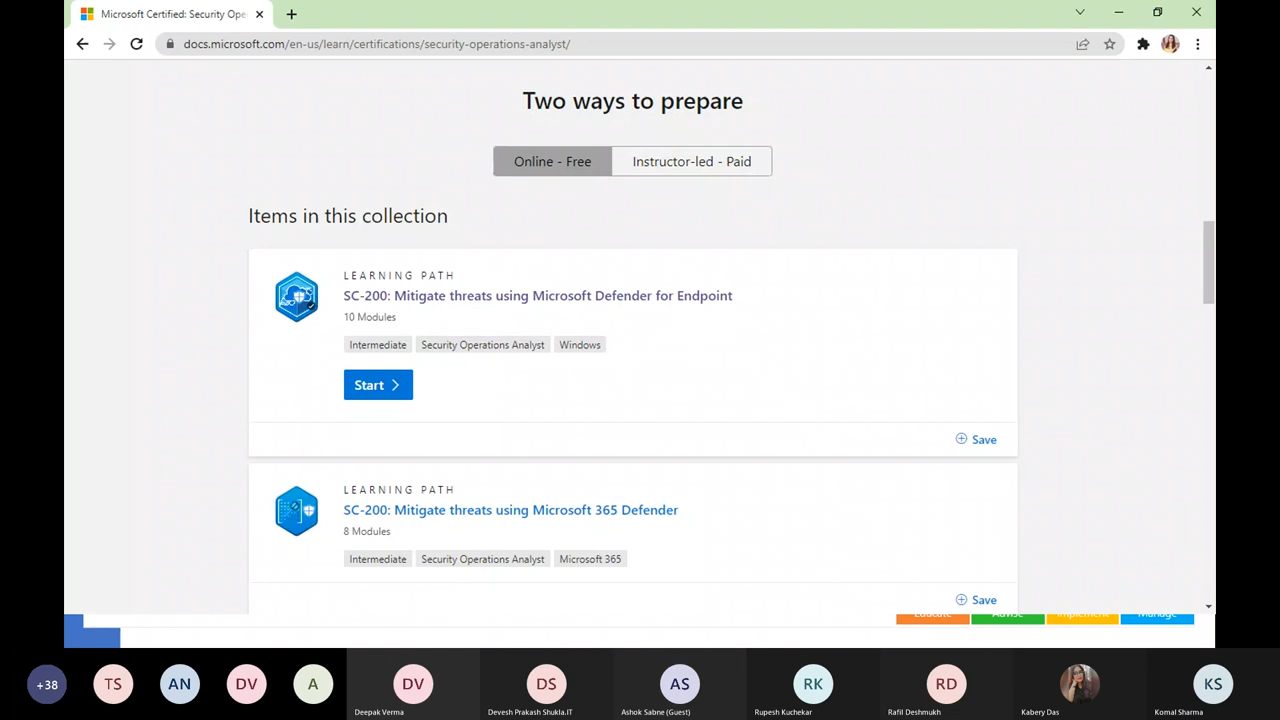 Microsoft Certified: Security Ope
docs.microsoft.com/en-us/learn/certifications/security-operations-analyst/
Two ways to prepare
Online - Free
Instructor-led - Paid
Items in this collection
LEARNING PATH
SC-200: Mitigate threats using Microsoft Defender for Endpoint
10 Modules
Intermediate
Security Operations Analyst
Windows
Start
Save
LEARNING PATH
SC-200: Mitigate threats using Microsoft 365 Defender
8 Modules
Intermediate
Security Operations Analyst
Microsoft 365
Save
Educate
Advise
Implement
Manage
+38
TS
AN
DV
A
DV
DS
AS
RK
RD
KS
Deepak Verma
Devesh Prakash Shukla.IT
Ashok Sabne (Guest)
Rupesh Kuchekar
Rafil Deshmukh
Kabery Das
Komal Sharma